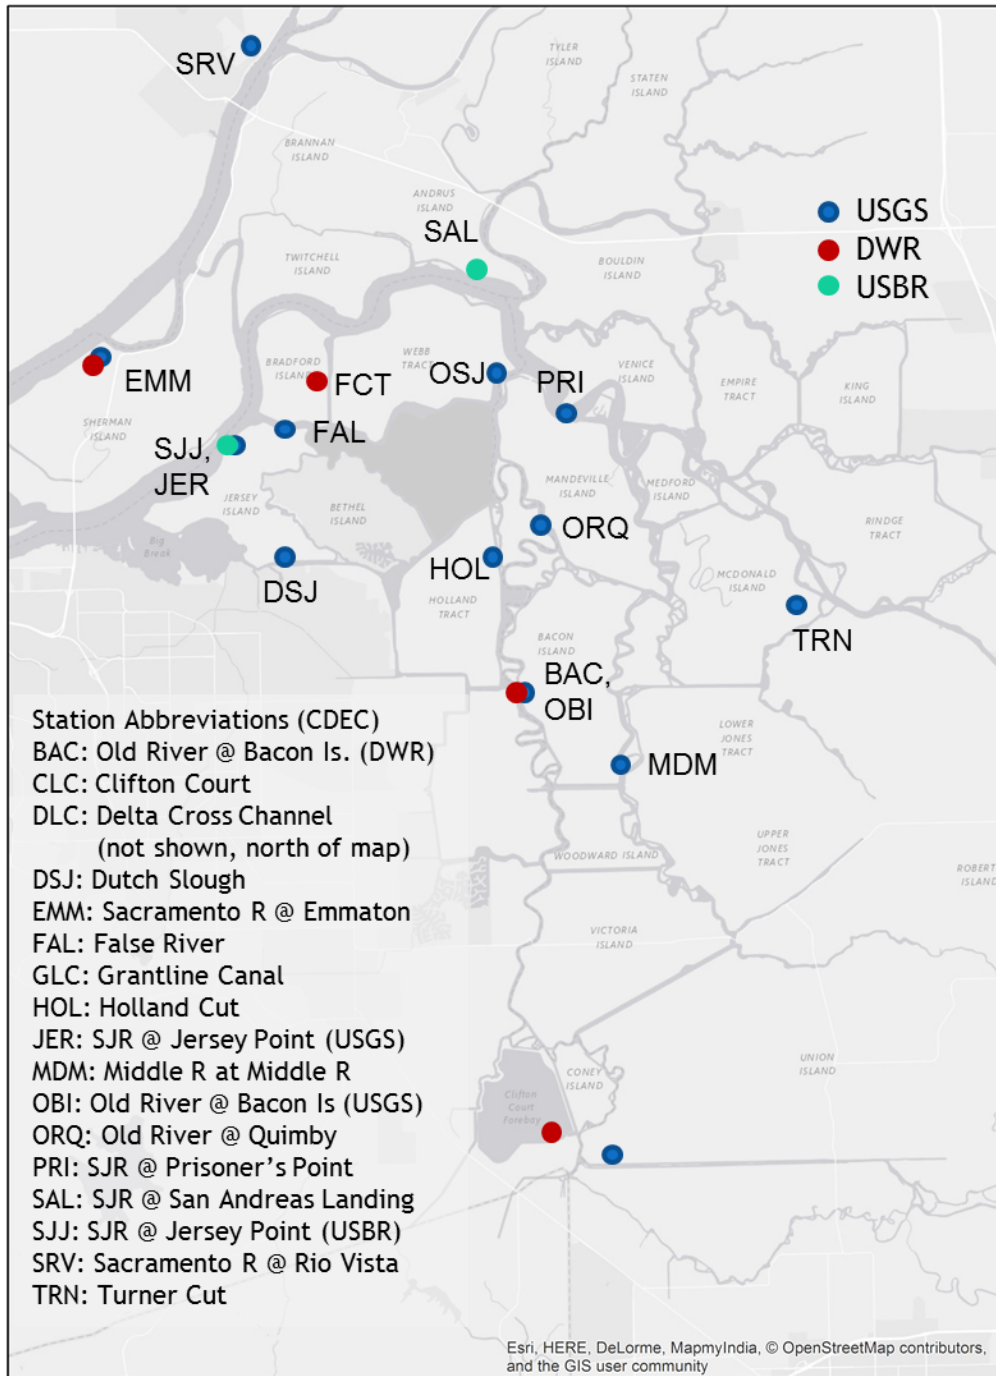 SRV
TYLER
ISLAND
STATEN
ISLAND
BRANNAN
ISLAND
ANDRUS
ISLAND
SAL
USGS
DWR
USBR
TWITCHELL
ISLAND
BOULDIN
ISLAND
EMM
BRADFORD
ISLAND
FCT
WEBB
TRACT
OSJ
PRI
VENICE
ISLAND
EMPIRE
TRACT
KING
ISLAND
SHERMAN
ISLAND
FAL
SJJ,
JER
JERSEY
ISLAND
BETHEL
ISLAND
MANDEVILLE
ISLAND
MEDFORD
ISLAND
RINDGE
TRACT
Big
Break
ORQ
DSJ
HOL
HOLLAND
TRACT
MCDONALD
ISLAND
TRN
BACON
ISLAND
BAC,
OBI
MDM
LOWER
JONES
TRACT
UPPER
JONES
TRACT
WOODWARD ISLAND
ROBERT
ISLAND
VICTORIA
ISLAND
UNION
ISLAND
CONEY
ISLAND
Clifton
Court
Forebay
Station Abbreviations (CDEC)
BAC: Old River @ Bacon Is. (DWR)
CLC: Clifton Court
DLC: Delta Cross Channel
(not shown, north of map)
DSJ: Dutch Slough
EMM: Sacramento R @ Emmaton
FAL: False River
GLC: Grantline Canal
HOL: Holland Cut
JER: SJR @ Jersey Point (USGS)
MDM: Middle R at Middle R
OBI: Old River @ Bacon Is (USGS)
ORQ: Old River @ Quimby
PRI: SJR @ Prisoner's Point
SAL: SJR @ San Andreas Landing
SJJ: SJR @ Jersey Point (USBR)
SRV: Sacramento R @ Rio Vista
TRN: Turner Cut
Esri, HERE, DeLorme, MapmyIndia, © OpenStreetMap contributors,
and the GIS user community